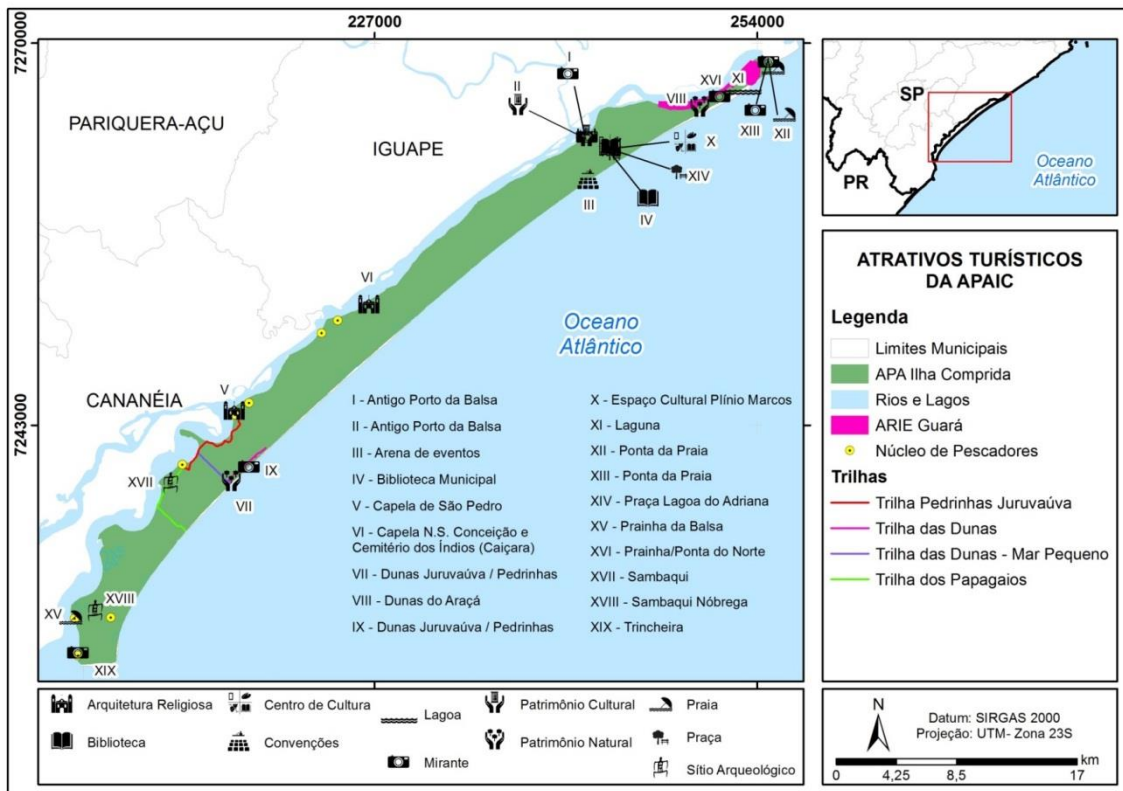 227000
254000
7270000
7243000
PARIQUERA-AÇU
IGUAPE
CANANÉIA
Oceano
Atlântico
I
II
III
IV
X
XIV
VIII
XVI
XI
XIII
XII
VI
V
IX
VII
XVII
XVIII
XV
XIX
I - Antigo Porto da Balsa
II - Antigo Porto da Balsa
III - Arena de eventos
IV - Biblioteca Municipal
V - Capela de São Pedro
VI - Capela N.S. Conceição e
Cemitério dos Índios (Caiçara)
VII - Dunas Juruvaúva / Pedrinhas
VIII - Dunas do Araçá
IX - Dunas Juruvaúva / Pedrinhas
X - Espaço Cultural Plínio Marcos
XI - Laguna
XII - Ponta da Praia
XIII - Ponta da Praia
XIV - Praça Lagoa do Adriana
XV - Prainha da Balsa
XVI - Prainha/Ponta do Norte
XVII - Sambaqui
XVIII - Sambaqui Nóbrega
XIX - Trincheira
SP
PR
Oceano
Atlântico
ATRATIVOS TURÍSTICOS
DA APAIC
Legenda
Limites Municipais
APA Ilha Comprida
Rios e Lagos
ARIE Guará
Núcleo de Pescadores
Trilhas
Trilha Pedrinhas Juruvaúva
Trilha das Dunas
Trilha das Dunas - Mar Pequeno
Trilha dos Papagaios
Arquitetura Religiosa
Biblioteca
Centro de Cultura
Convenções
Lagoa
Mirante
Patrimônio Cultural
Patrimônio Natural
Praia
Praça
Sítio Arqueológico
N
Datum: SIRGAS 2000
Projeção: UTM- Zona 23S
km
0 4,25 8,5 17